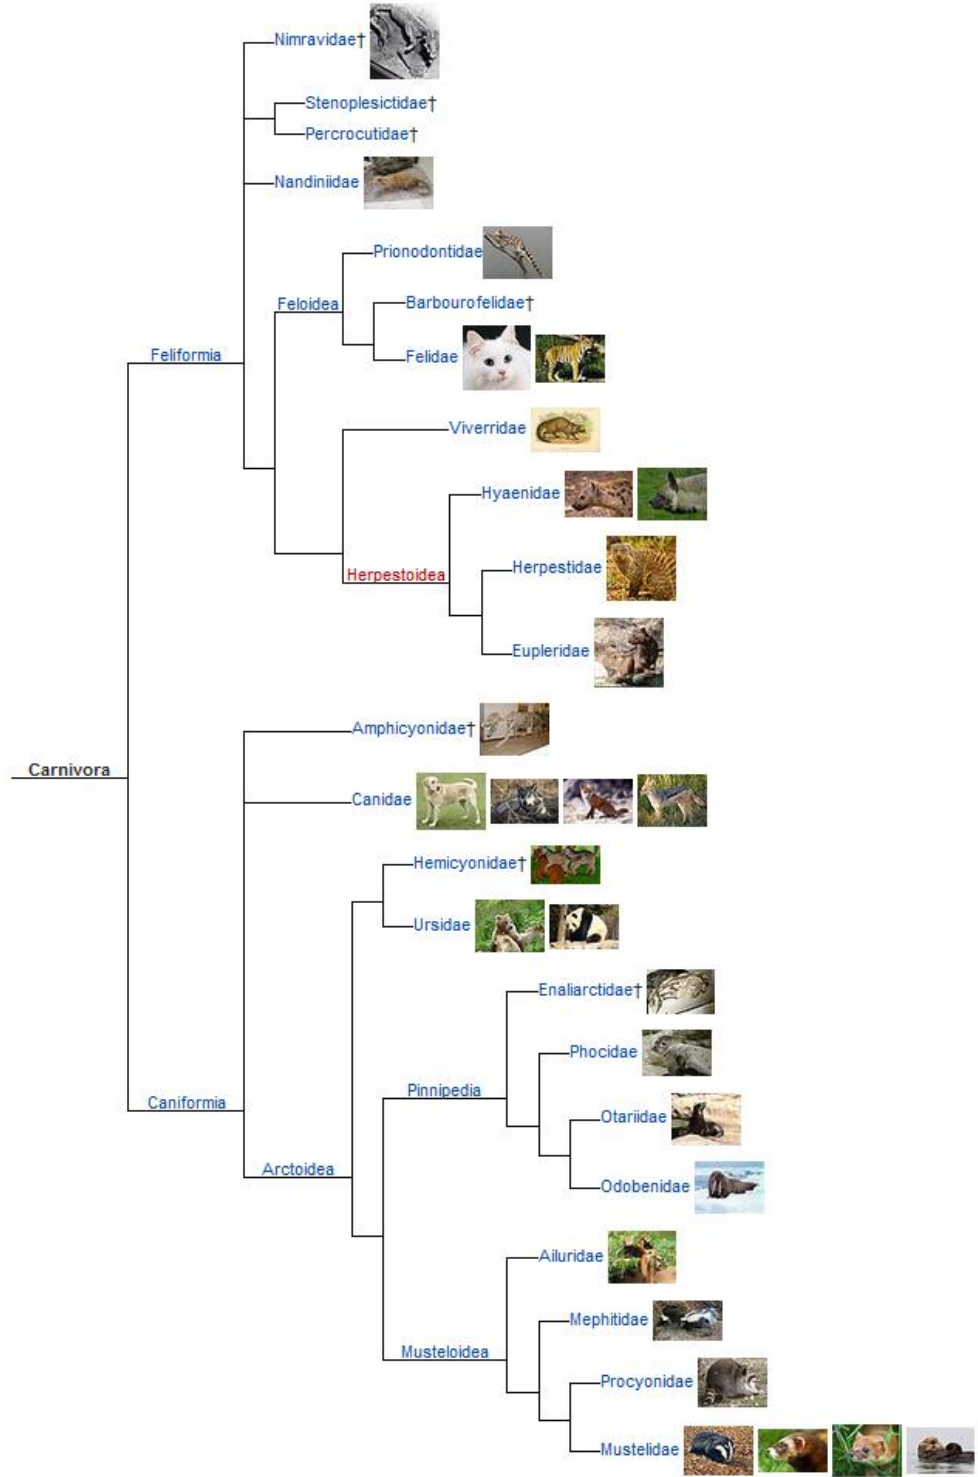 Nimravidae†
Stenoplesictidae†
Percrocutidae†
Nandiniidae
Prionodontidae
Feloidea
Barbourofelidae†
Feliformia
Felidae
Viverridae
Hyaenidae
Herpestidae
Herpestoidea
Eupleridae
Amphicyonidae†
Carnivora
Canidae
Hemicyonidae†
Ursidae
Enaliarctidae†
Phocidae
Pinnipedia
Caniformia
Otariidae
Arctoidea
Odobenidae
Ailuridae
Mephitidae
Musteloidea
Procyonidae
Mustelidae